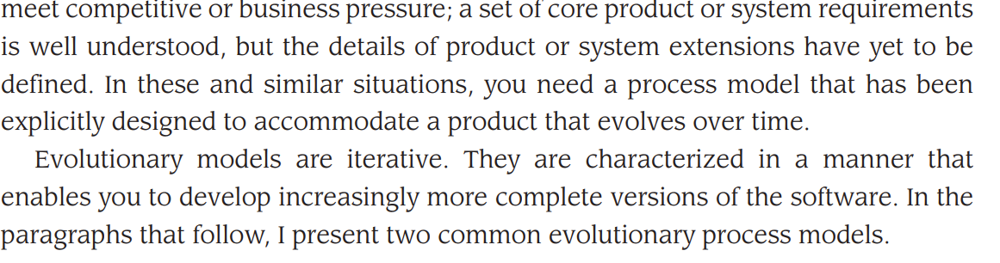 meet competitive or business pressure; a set of core product or system requirements
is well understood, but the details of product or system extensions have yet to be
defined. In these and similar situations, you need a process model that has been
explicitly designed to accommodate a product that evolves over time.
Evolutionary models are iterative. They are characterized in a manner that
enables you to develop increasingly more complete versions of the software. In the
paragraphs that follow, I present two common evolutionary process models.